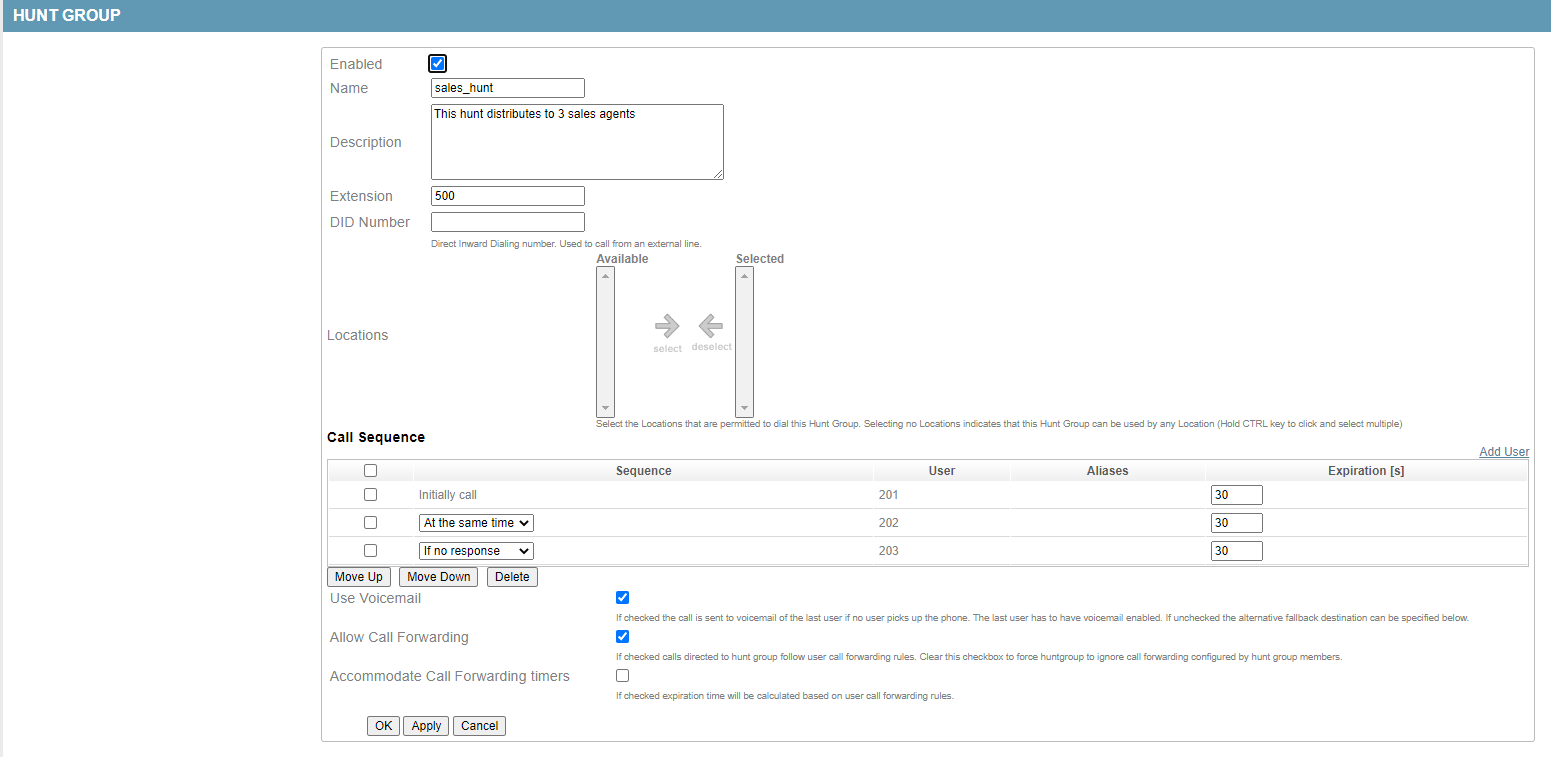 HUNT GROUP
Enabled
Name sales_hunt
Description This hunt distributes to 3 sales agents
Extension 500
DID Number
Direct Inward Dialing number. Used to call from an external line.
Available Selected
Locations select deselect
Select the Locations that are permitted to dial this Hunt Group. Selecting no Locations indicates that this Hunt Group can be used by any Location (Hold CTRL key to click and select multiple)
Call Sequence
Add User
Sequence User Aliases Expiration [s]
Initially call 201 30
At the same time 202 30
If no response 203 30
Move Up Move Down Delete
Use Voicemail
If checked the call is sent to voicemail of the last user if no user picks up the phone. The last user has to have voicemail enabled. If unchecked the alternative fallback destination can be specified below.
Allow Call Forwarding
If checked calls directed to hunt group follow user call forwarding rules. Clear this checkbox to force huntgroup to ignore call forwarding configured by hunt group members.
Accommodate Call Forwarding timers
If checked expiration time will be calculated based on user call forwarding rules.
OK Apply Cancel